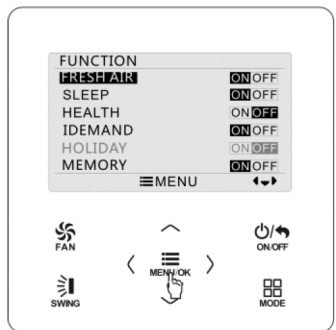 FUNCTION
FRESH AIR ON OFF
SLEEP ON OFF
HEALTH ON OFF
IDEMAND ON OFF
HOLIDAY ON OFF
MEMORY ON OFF
MENU
FAN
MENU/OK
ON/OFF
SWING
MODE